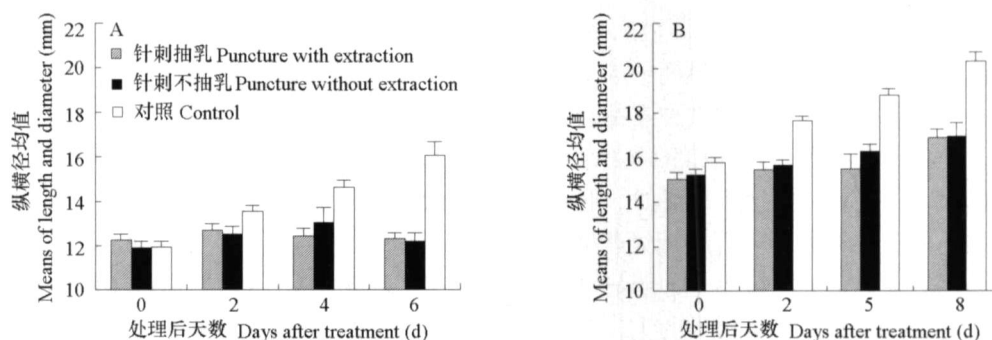 A
针刺抽乳 Puncture with extraction
针刺不抽乳 Puncture without extraction
对照 Control
纵横径均值
Means of length and diameter (mm)
22
20
18
16
14
12
10
0 2 4 6
处理后天数 Days after treatment (d)
B
纵横径均值
Means of length and diameter (mm)
22
20
18
16
14
12
10
0 2 5 8
处理后天数 Days after treatment (d)